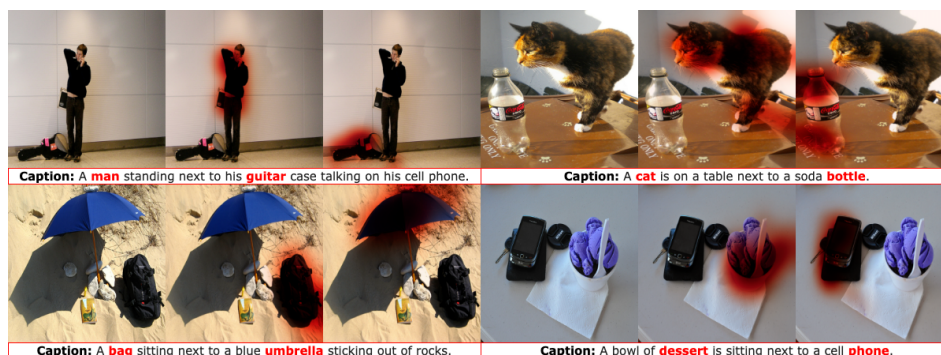 Caption: A man standing next to his guitar case talking on his cell phone.
Caption: A cat is on a table next to a soda bottle.
Caption: A bag sitting next to a blue umbrella sticking out of rocks.
Caption: A bowl of dessert is sitting next to a cell phone.